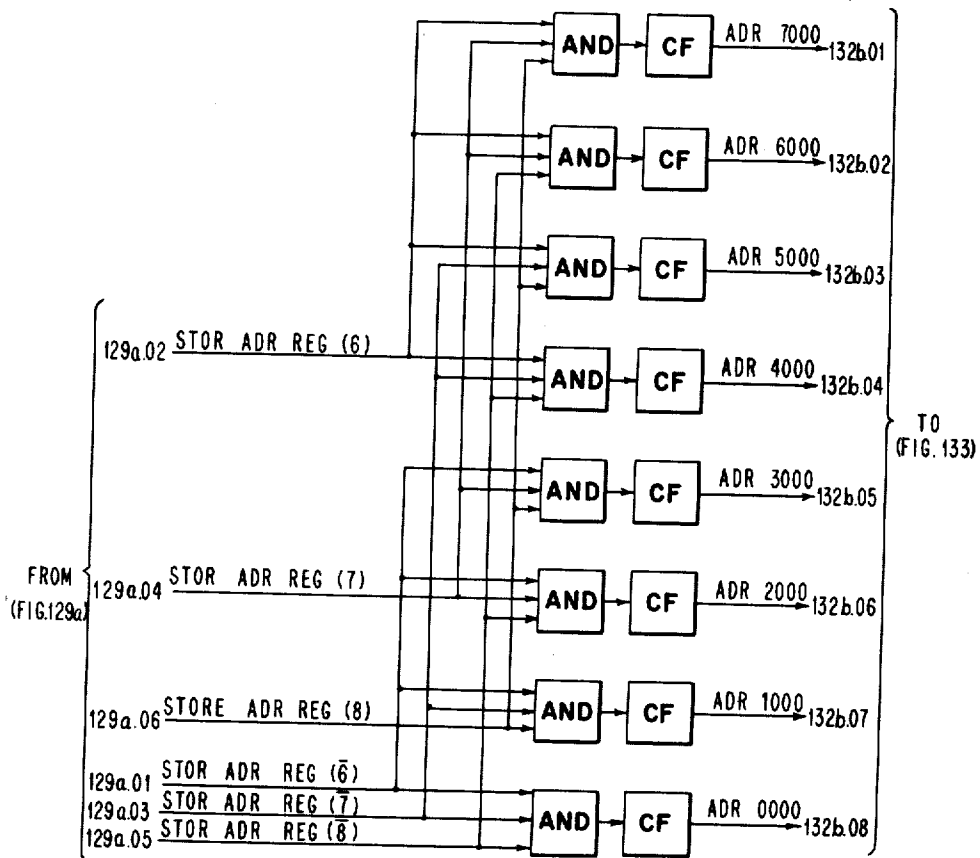 AND CF ADR 7000 132b.01
AND CF ADR 6000 132b.02
AND CF ADR 5000 132b.03
129a.02 STOR ADR REG (6)
AND CF ADR 4000 132b.04
TO
(FIG. 133)
AND CF ADR 3000 132b.05
FROM
(FIG.129a)
129a.04 STOR ADR REG (7)
AND CF ADR 2000 132b.06
129a.06 STORE ADR REG (8)
AND CF ADR 1000 132b.07
129a.01 STOR ADR REG (6̅)
129a.03 STOR ADR REG (7̅)
129a.05 STOR ADR REG (8̅)
AND CF ADR 0000 132b.08